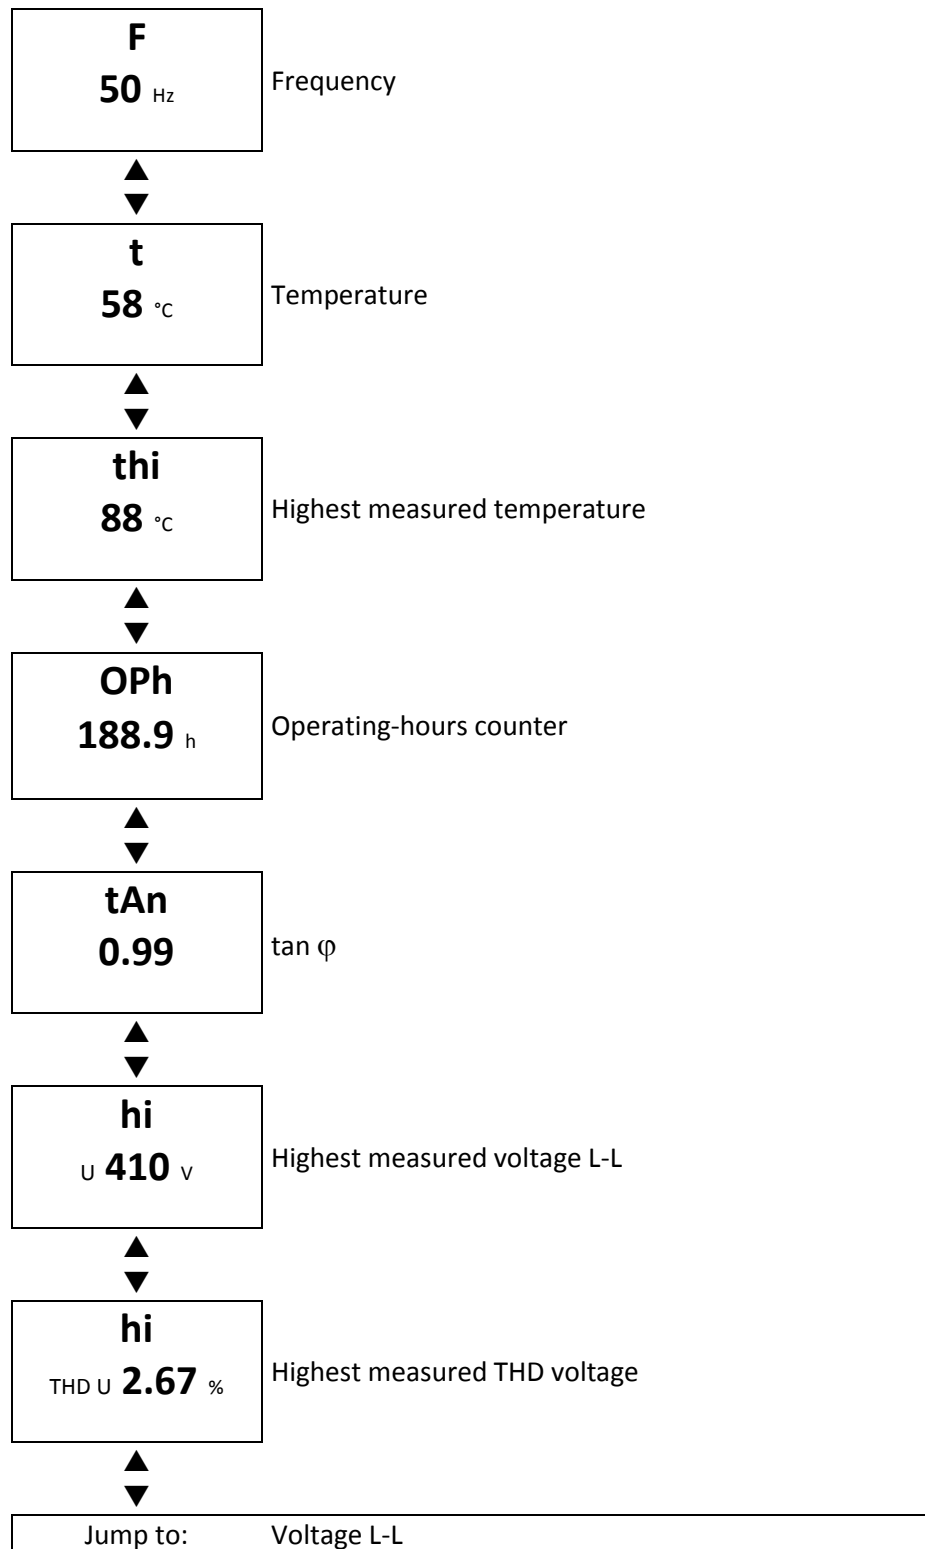 F
50 Hz
Frequency
t
58 °C
Temperature
thi
88 °C
Highest measured temperature
OPh
188.9 h
Operating-hours counter
tAn
0.99
tan φ
hi
U 410 V
Highest measured voltage L-L
hi
THD U 2.67 %
Highest measured THD voltage
Jump to: Voltage L-L